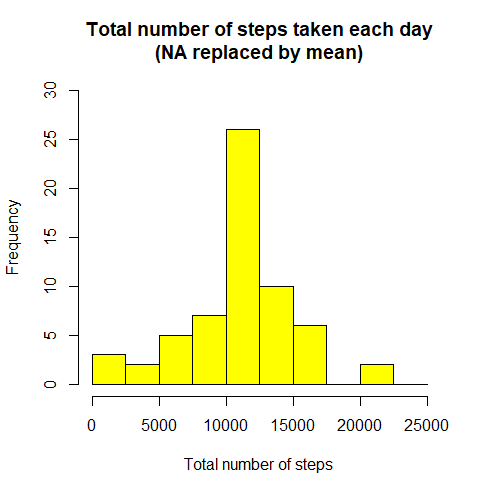 Total number of steps taken each day
(NA replaced by mean)
30
25
20
15
10
5
0
Frequency
0 5000 10000 15000 20000 25000
Total number of steps